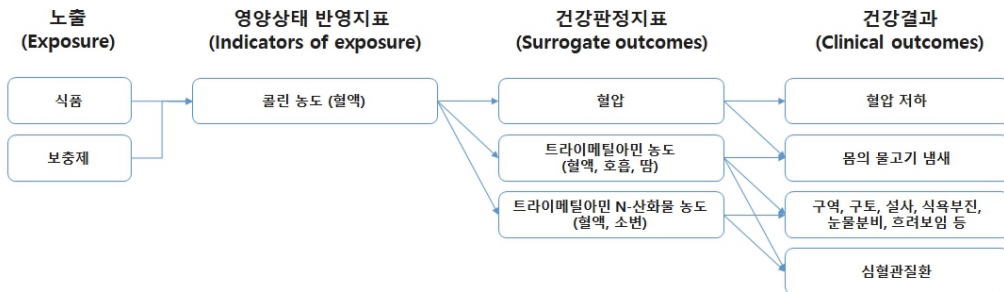 노출
(Exposure)
영양상태 반영지표
(Indicators of exposure)
건강판정지표
(Surrogate outcomes)
건강결과
(Clinical outcomes)
식품
보충제
콜린 농도 (혈액)
혈압
트라이메틸아민 농도
(혈액, 호흡, 땀)
트라이메틸아민 N-산화물 농도
(혈액, 소변)
혈압 저하
몸의 물고기 냄새
구역, 구토, 설사, 식욕부진,
눈물분비, 흐려보임 등
심혈관질환